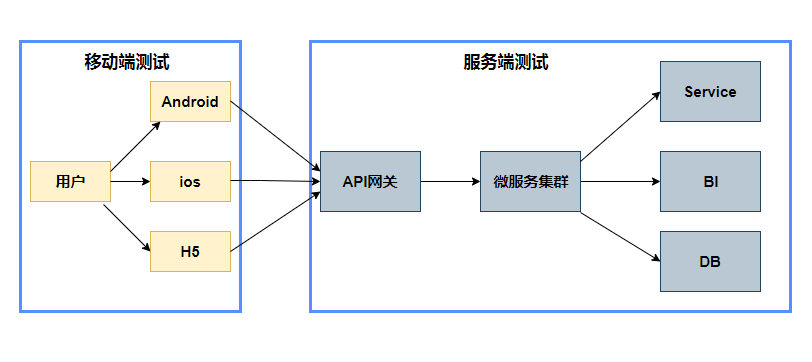 移动端测试
Android
用户
ios
H5
服务端测试
API网关
微服务集群
Service
BI
DB